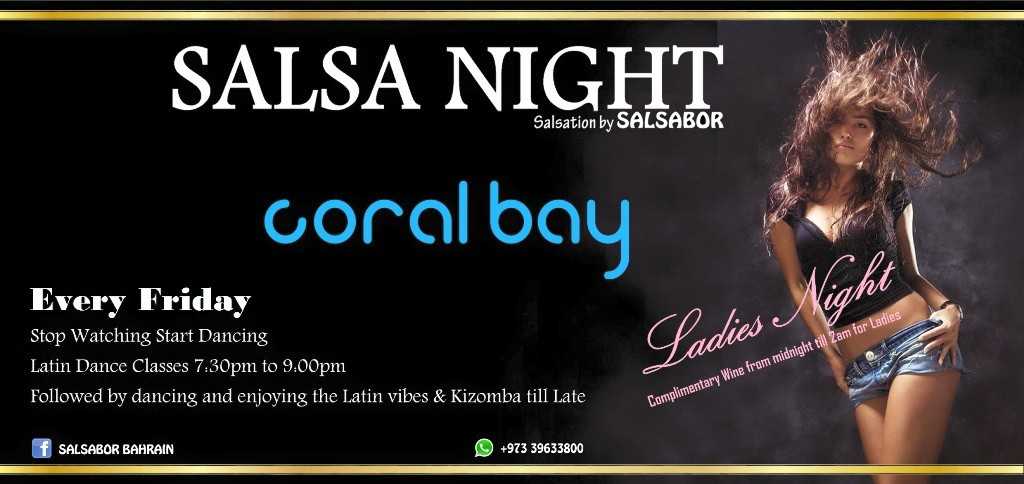 SALSA NIGHT
Salsation by SALSABOR
coral bay
Every Friday
Stop Watching Start Dancing
Latin Dance Classes 7:30pm to 9:00pm
Followed by dancing and enjoying the Latin vibes & Kizomba till Late
Ladies Night
Complimentary Wine from midnight till 2am for Ladies
f SALSABOR BAHRAIN
+973 39633800